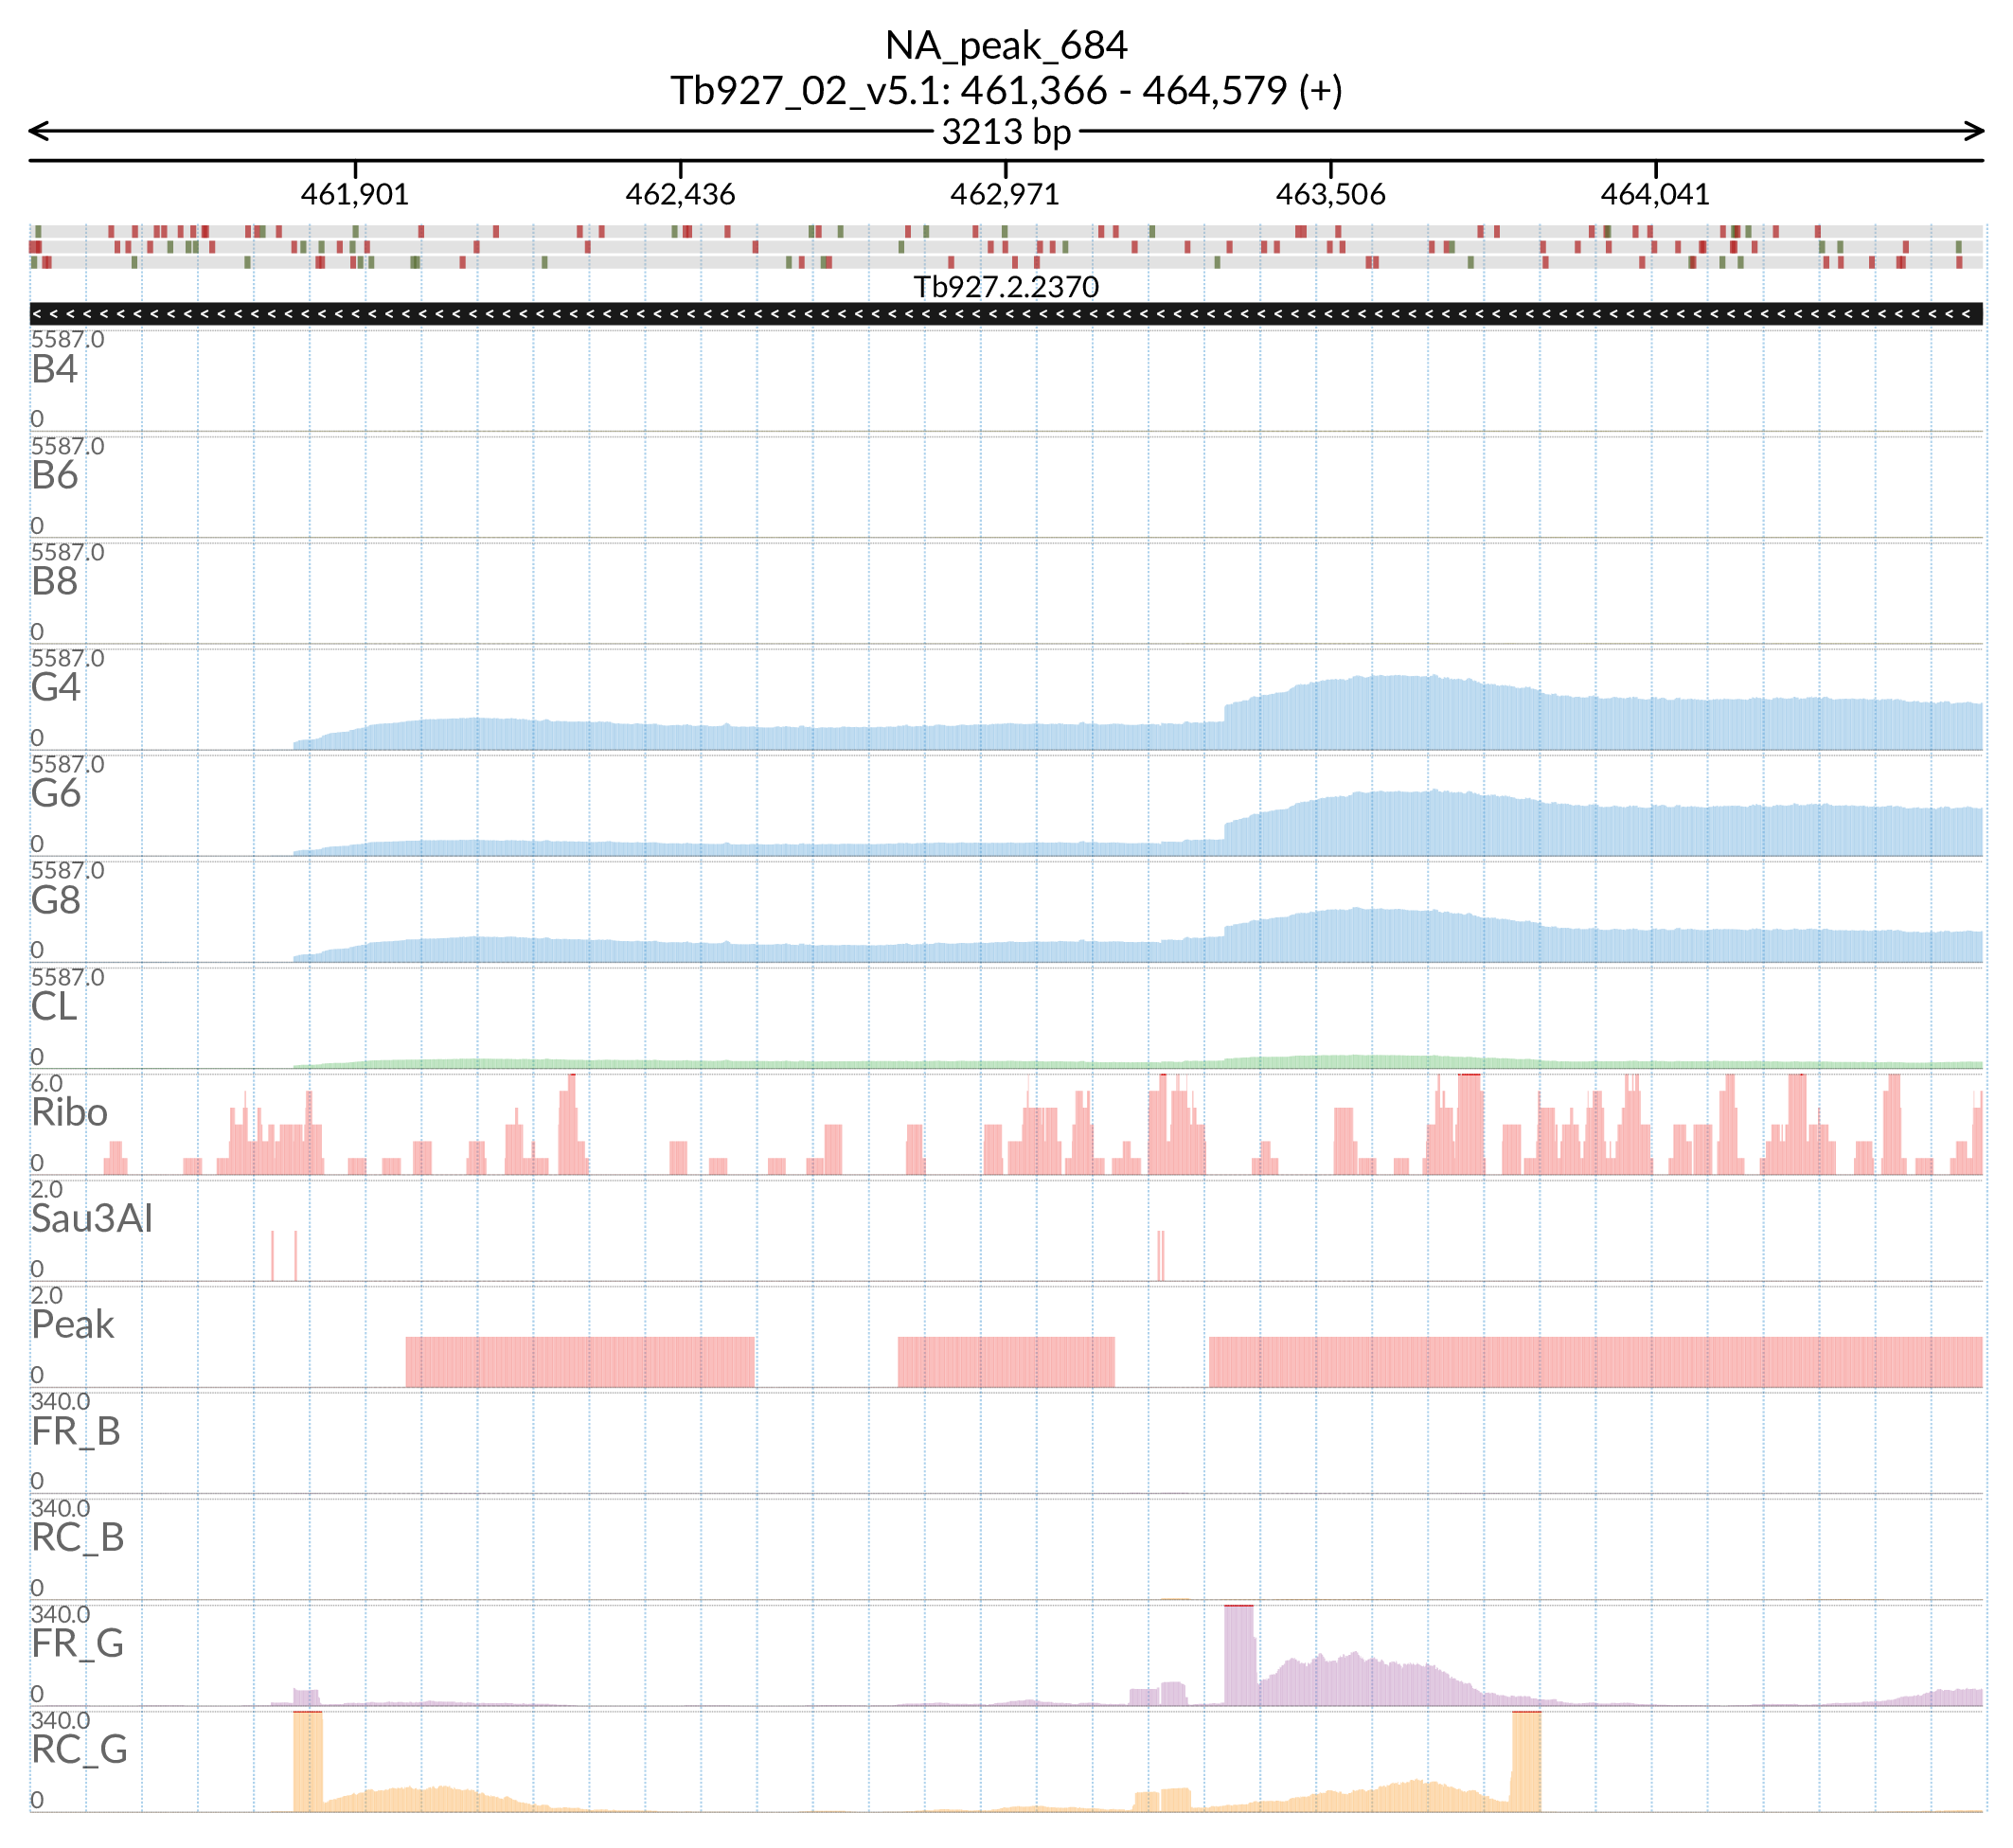 NA_peak_684
Tb927_02_v5.1: 461,366 - 464,579 (+)
3213 bp
461,901 462,436 462,971 463,506 464,041
Tb927.2.2370
5587.0
B4
0
5587.0
B6
0
5587.0
B8
0
5587.0
G4
0
5587.0
G6
0
5587.0
G8
0
5587.0
CL
0
6.0
Ribo
0
2.0
Sau3AI
0
2.0
Peak
0
340.0
FR_B
0
340.0
RC_B
0
340.0
FR_G
0
340.0
RC_G
0